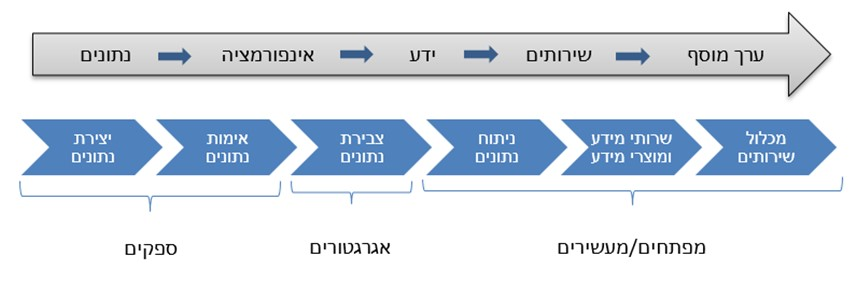 נתונים
אינפורמציה
ידע
שירותים
ערך מוסף
יצירת
נתונים
אימות
נתונים
צבירת
נתונים
ניתוח
נתונים
שרותי מידע
ומוצרי מידע
מכלול
שירותים
ספקים
אגרגטורים
מפתחים/מעשירים